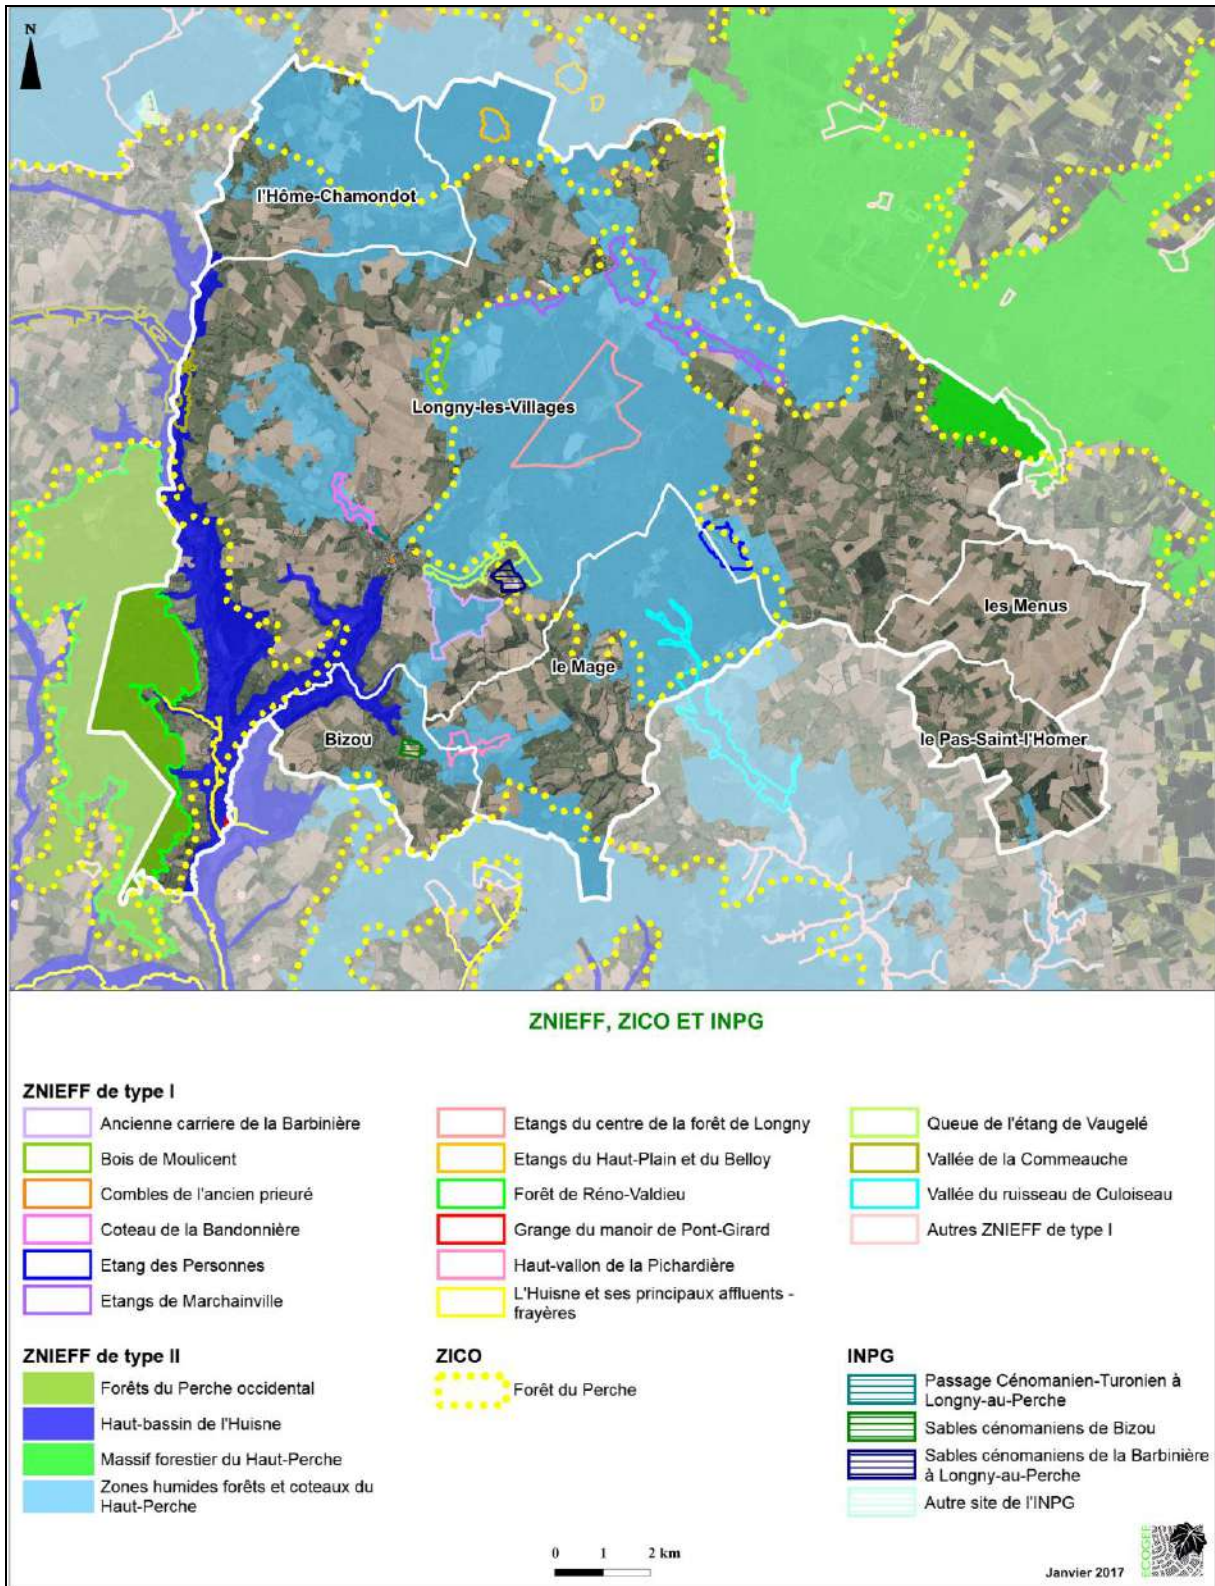 N
l'Hôme-Chamondot
Longny-les-Villages
les Menus
le Mage
Bizou
le Pas-Saint-l'Homer
ZNIEFF, ZICO ET INPG
ZNIEFF de type I
Ancienne carriere de la Barbinière
Bois de Moulicent
Combles de l'ancien prieuré
Coteau de la Bandonnière
Etang des Personnes
Etangs de Marchainville
Etangs du centre de la forêt de Longny
Etangs du Haut-Plain et du Belloy
Forêt de Réno-Valdieu
Grange du manoir de Pont-Girard
Haut-vallon de la Pichardière
L'Huisne et ses principaux affluents -
frayères
Queue de l'étang de Vaugelé
Vallée de la Commeauche
Vallée du ruisseau de Culoiseau
Autres ZNIEFF de type I
ZNIEFF de type II
Forêts du Perche occidental
Haut-bassin de l'Huisne
Massif forestier du Haut-Perche
Zones humides forêts et coteaux du
Haut-Perche
ZICO
Forêt du Perche
INPG
Passage Cénomanien-Turonien à
Longny-au-Perche
Sables cénomaniens de Bizou
Sables cénomaniens de la Barbinière
à Longny-au-Perche
Autre site de l'INPG
0 1 2 km
Janvier 2017
ECOGEE